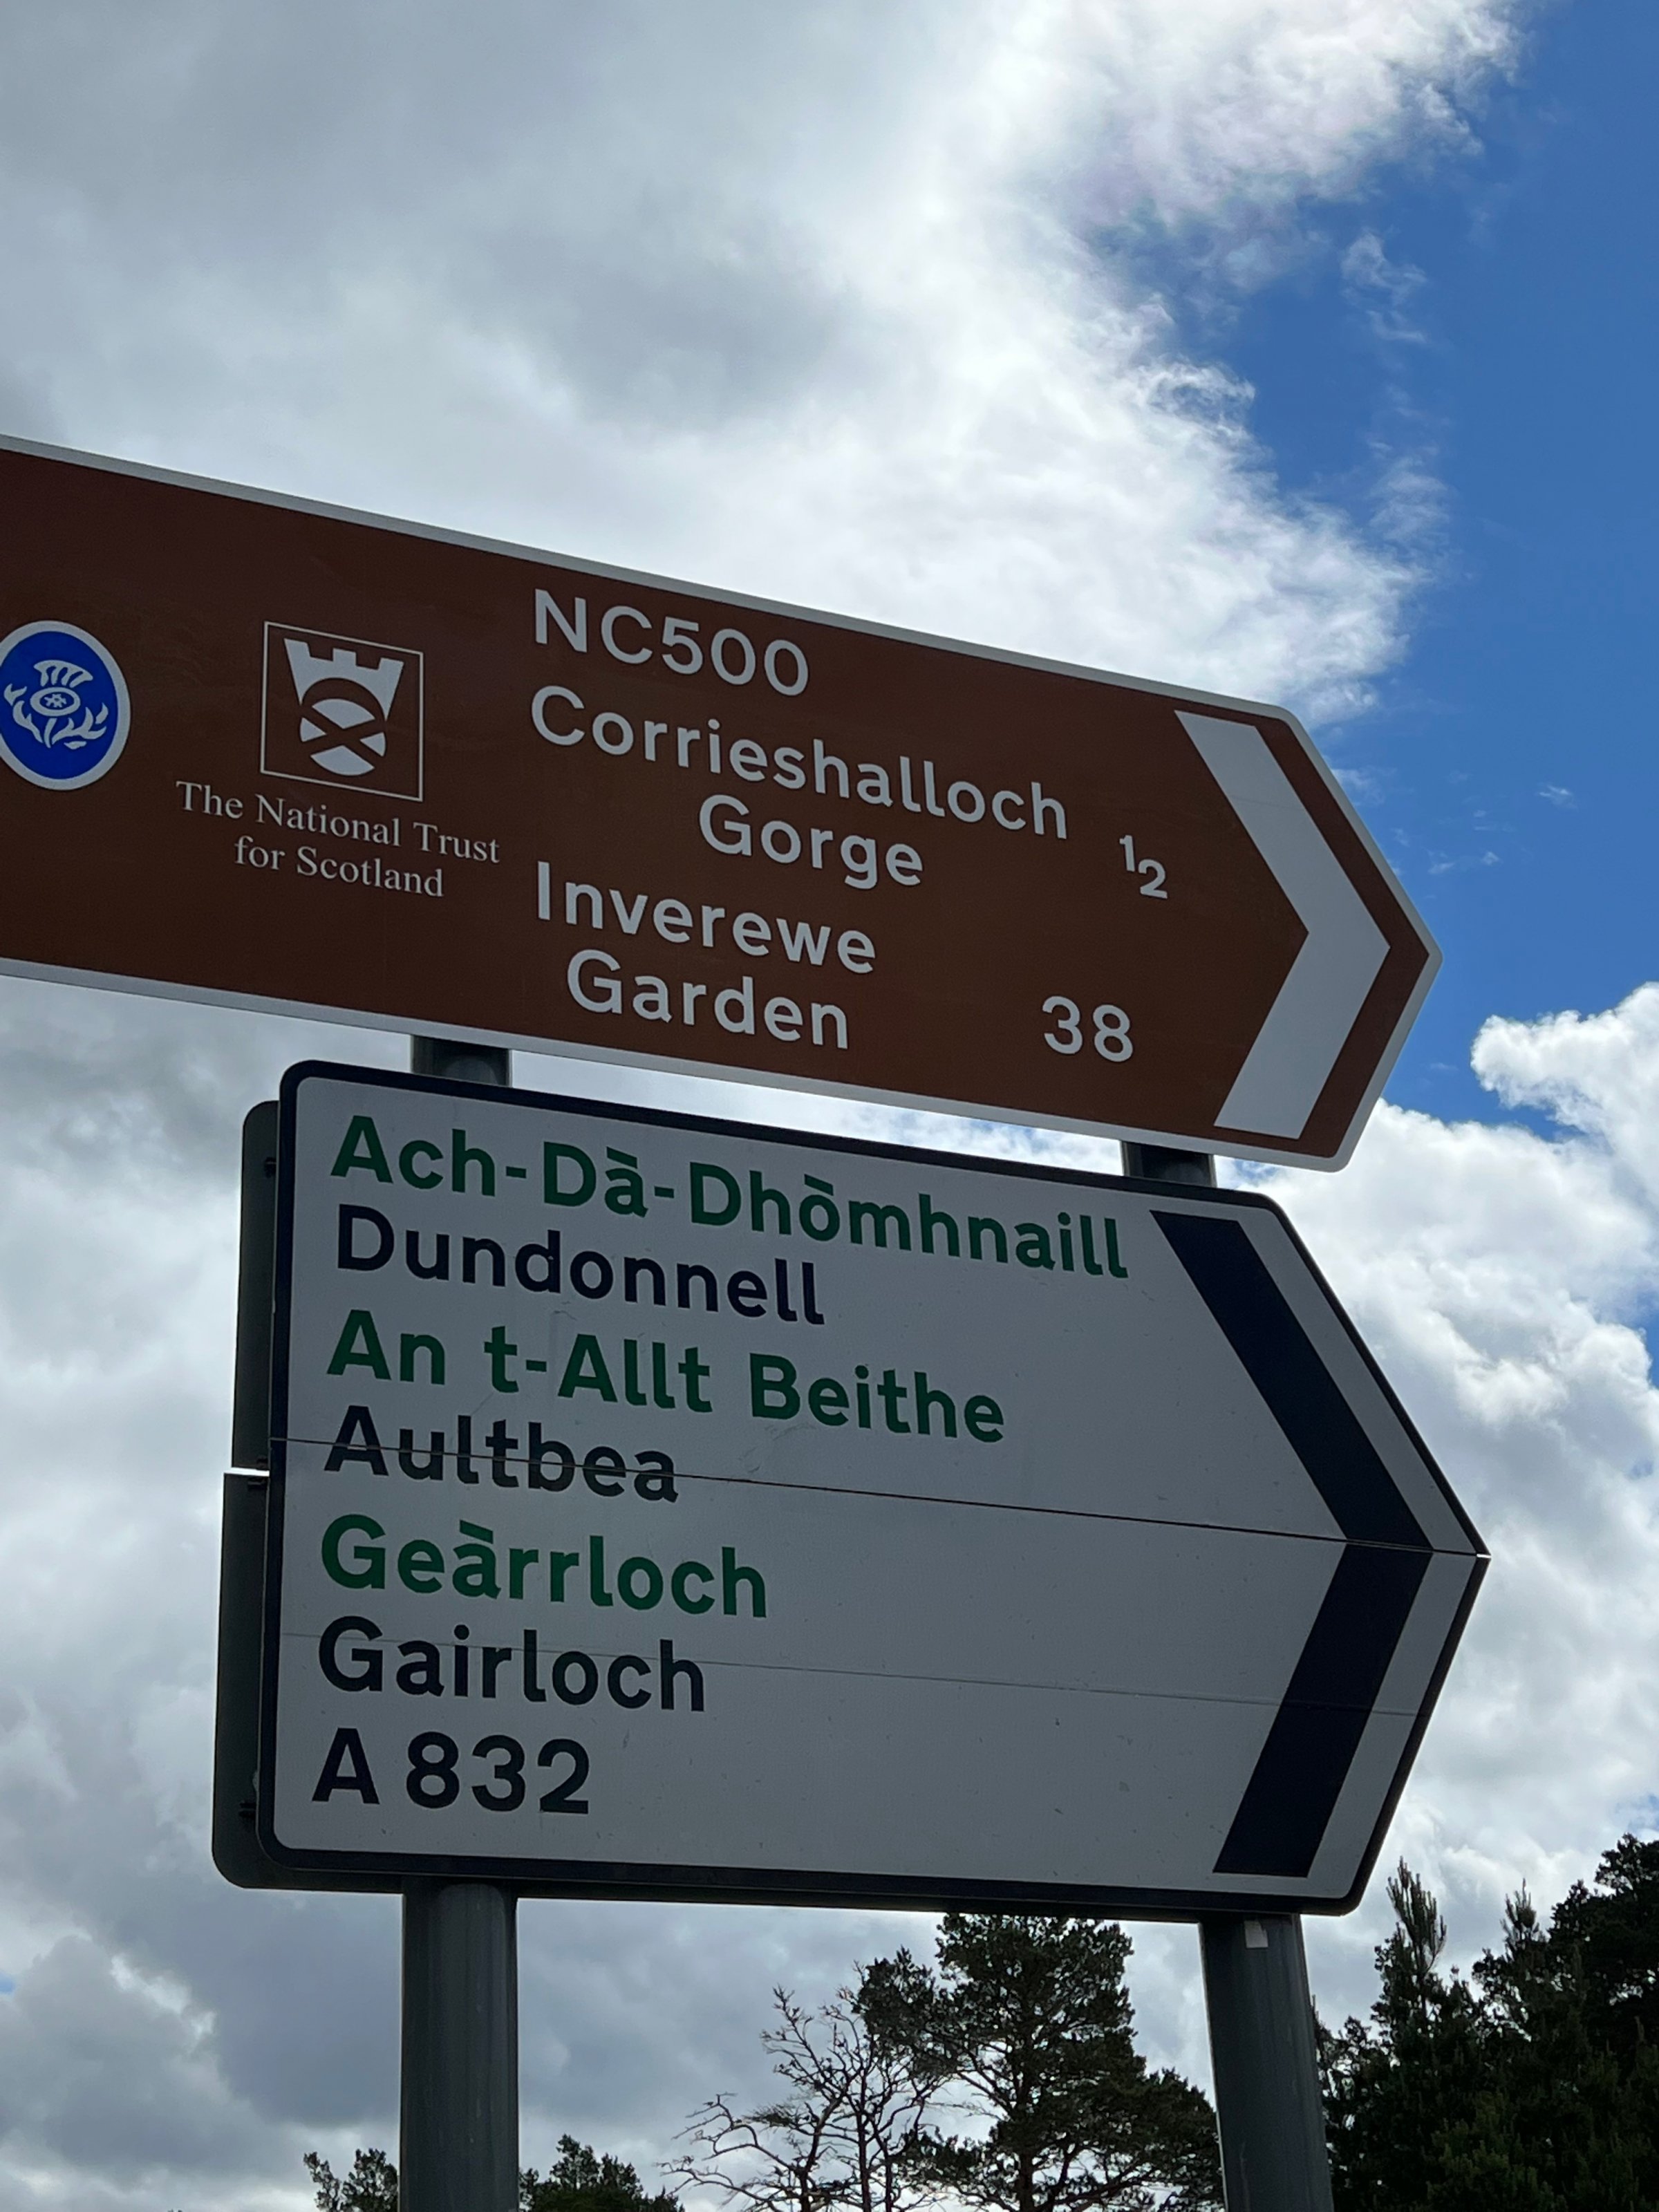 NC500
Corrieshalloch
Gorge ½
Inverewe
Garden 38
The National Trust
for Scotland
Ach-Dà-Dhòmhnaill
Dundonnell
An t-Allt Beithe
Aultbea
Geàrrloch
Gairloch
A 832